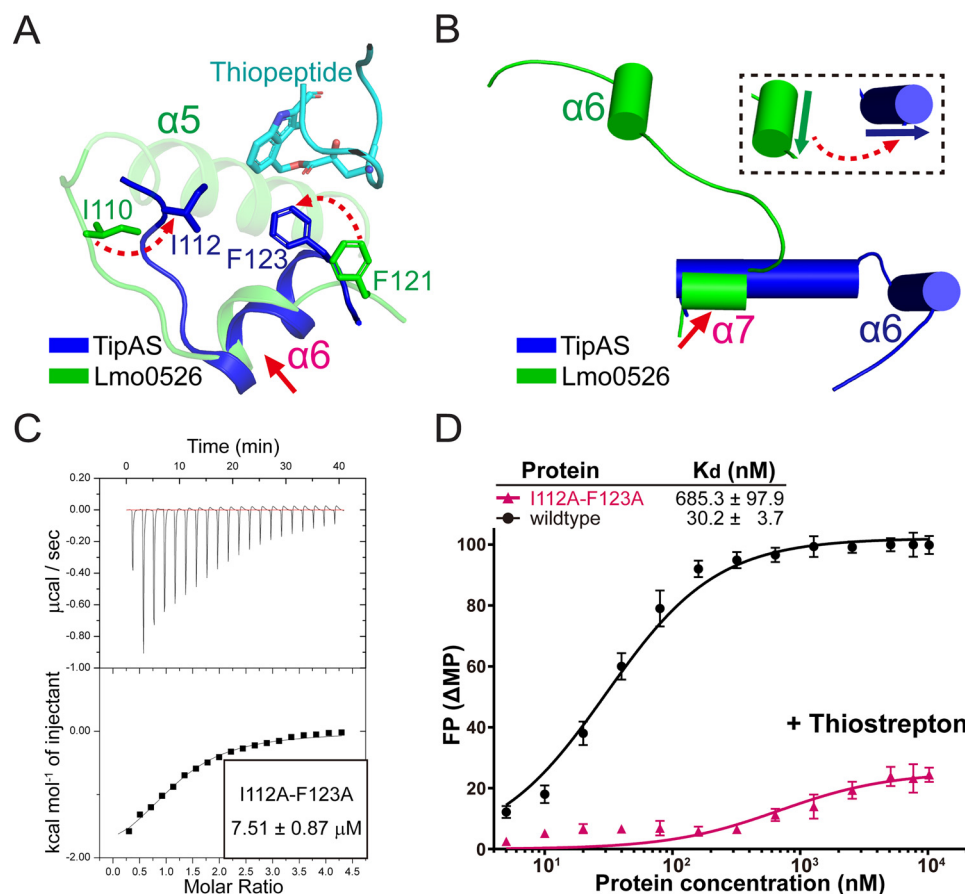 A
Thiopeptide
α5
I110
I112
F123
F121
α6
TipAS
Lmo0526
B
α6
α7
α6
TipAS
Lmo0526
C
Time (min)
0 10 20 30 40
0.20
0.00
-0.20
-0.40
-0.60
-0.80
-1.00
µcal / sec
0.00
-2.00
kcal mol⁻¹ of injectant
I112A-F123A
7.51 ± 0.87 µM
0.0 0.5 1.0 1.5 2.0 2.5 3.0 3.5 4.0 4.5
Molar Ratio
D
Protein Kd (nM)
I112A-F123A 685.3 ± 97.9
wildtype 30.2 ± 3.7
100
80
60
40
20
0
FP (ΔMP)
+ Thiostrepton
10¹ 10² 10³ 10⁴
Protein concentration (nM)